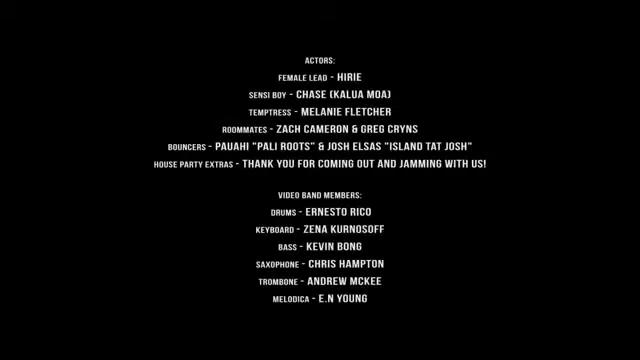 ACTORS:
FEMALE LEAD - HIRIE
SENSI BOY - CHASE (KALUA MOA)
TEMPTRESS - MELANIE FLETCHER
ROOMMATES - ZACH CAMERON & GREG CRYNS
BOUNCERS - PAUAHI "PALI ROOTS" & JOSH ELSAS "ISLAND TAT JOSH"
HOUSE PARTY EXTRAS - THANK YOU FOR COMING OUT AND JAMMING WITH US!
VIDEO BAND MEMBERS:
DRUMS - ERNESTO RICO
KEYBOARD - ZENA KURNOSOFF
BASS - KEVIN BONG
SAXOPHONE - CHRIS HAMPTON
TROMBONE - ANDREW MCKEE
MELODICA - E.N YOUNG